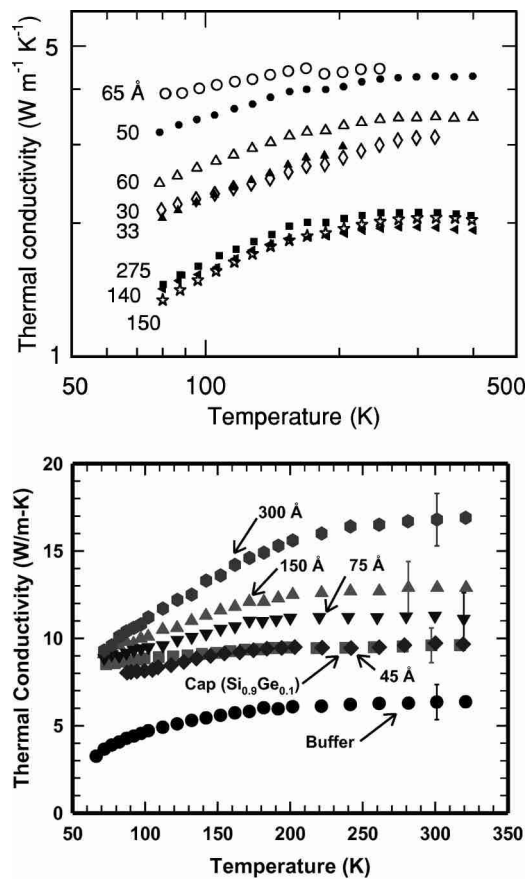 5
Thermal conductivity (W m⁻¹ K⁻¹)
65 Å
50
60
30
33
275
140
150
1
50
100
500
Temperature (K)
20
300 Å
15
150 Å
75 Å
10
Cap (Si₀.₉Ge₀.₁)
45 Å
5
Buffer
0
Thermal Conductivity (W/m-K)
50 100 150 200 250 300 350
Temperature (K)